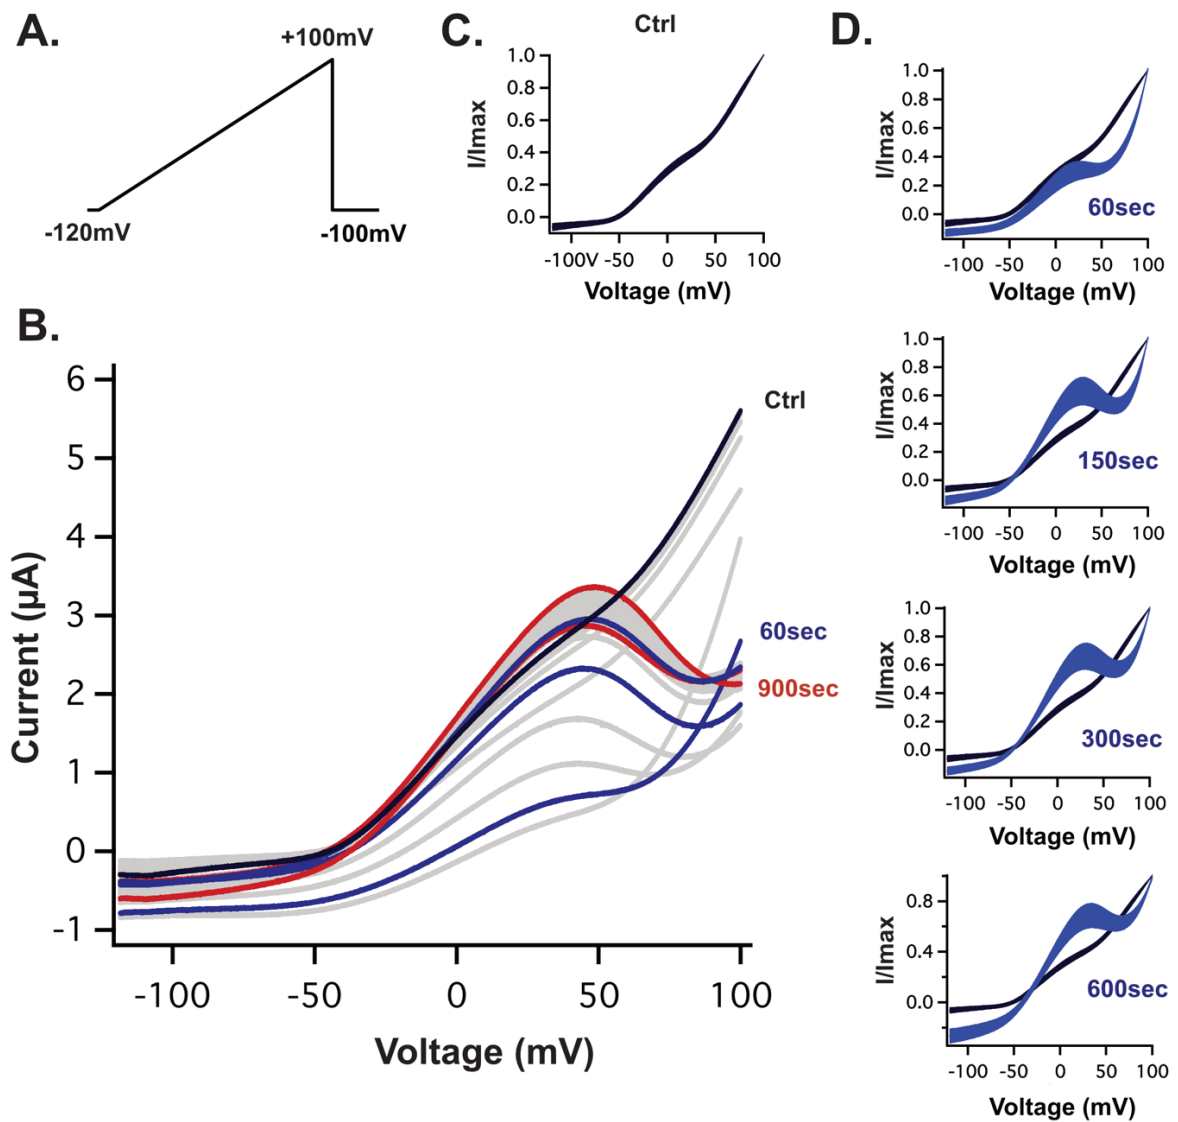 A.
+100mV
-120mV
-100mV
C.
Ctrl
I/Imax
1.0
0.8
0.6
0.4
0.2
0.0
-100V -50 0 50 100
Voltage (mV)
D.
I/Imax
1.0
0.8
0.6
0.4
0.2
0.0
60sec
-100 -50 0 50 100
Voltage (mV)
I/Imax
1.0
0.8
0.6
0.4
0.2
0.0
150sec
-100 -50 0 50 100
Voltage (mV)
I/Imax
1.0
0.8
0.6
0.4
0.2
0.0
300sec
-100 -50 0 50 100
Voltage (mV)
I/Imax
0.8
0.4
0.0
600sec
-100 -50 0 50 100
Voltage (mV)
B.
Current (µA)
6
5
4
3
2
1
0
-1
Ctrl
60sec
900sec
-100 -50 0 50 100
Voltage (mV)